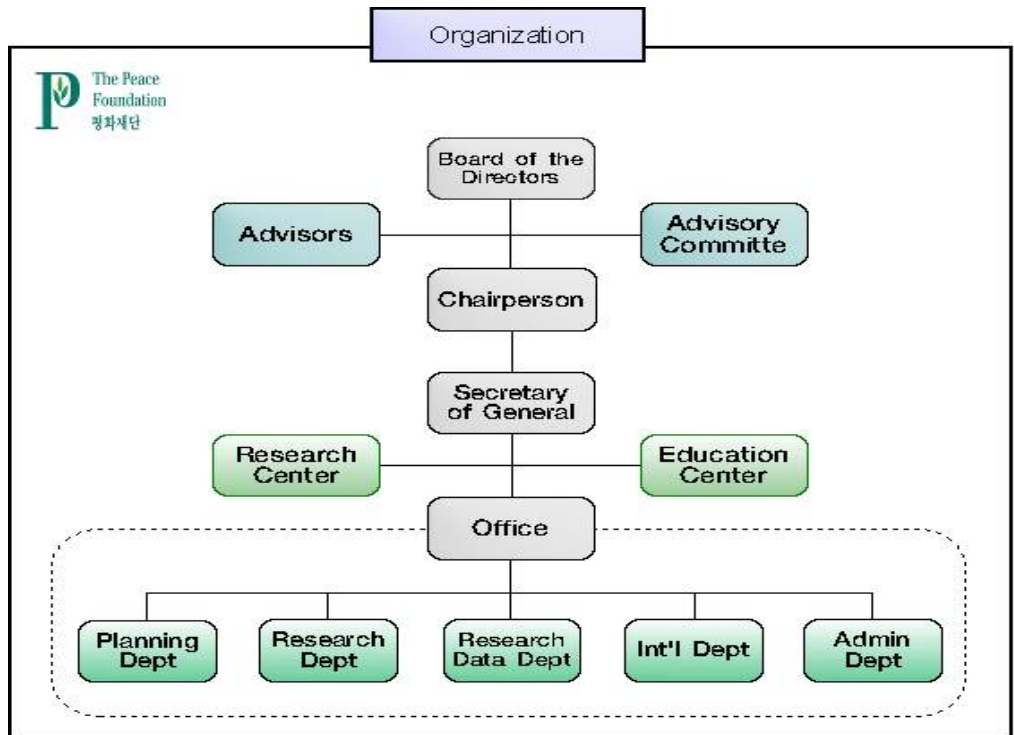 Organization
The Peace
Foundation
평화재단
Board of the
Directors
Advisors
Advisory
Committe
Chairperson
Secretary
of General
Research
Center
Education
Center
Office
Planning
Dept
Research
Dept
Research
Data Dept
Int'l Dept
Admin
Dept